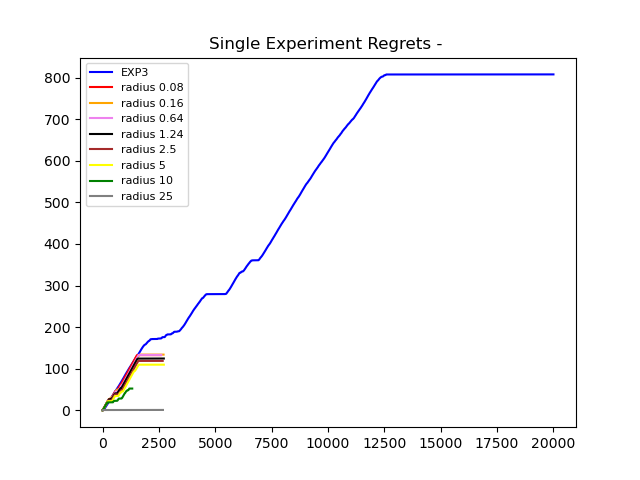 Single Experiment Regrets -
EXP3
radius 0.08
radius 0.16
radius 0.64
radius 1.24
radius 2.5
radius 5
radius 10
radius 25
800
700
600
500
400
300
200
100
0
0 2500 5000 7500 10000 12500 15000 17500 20000